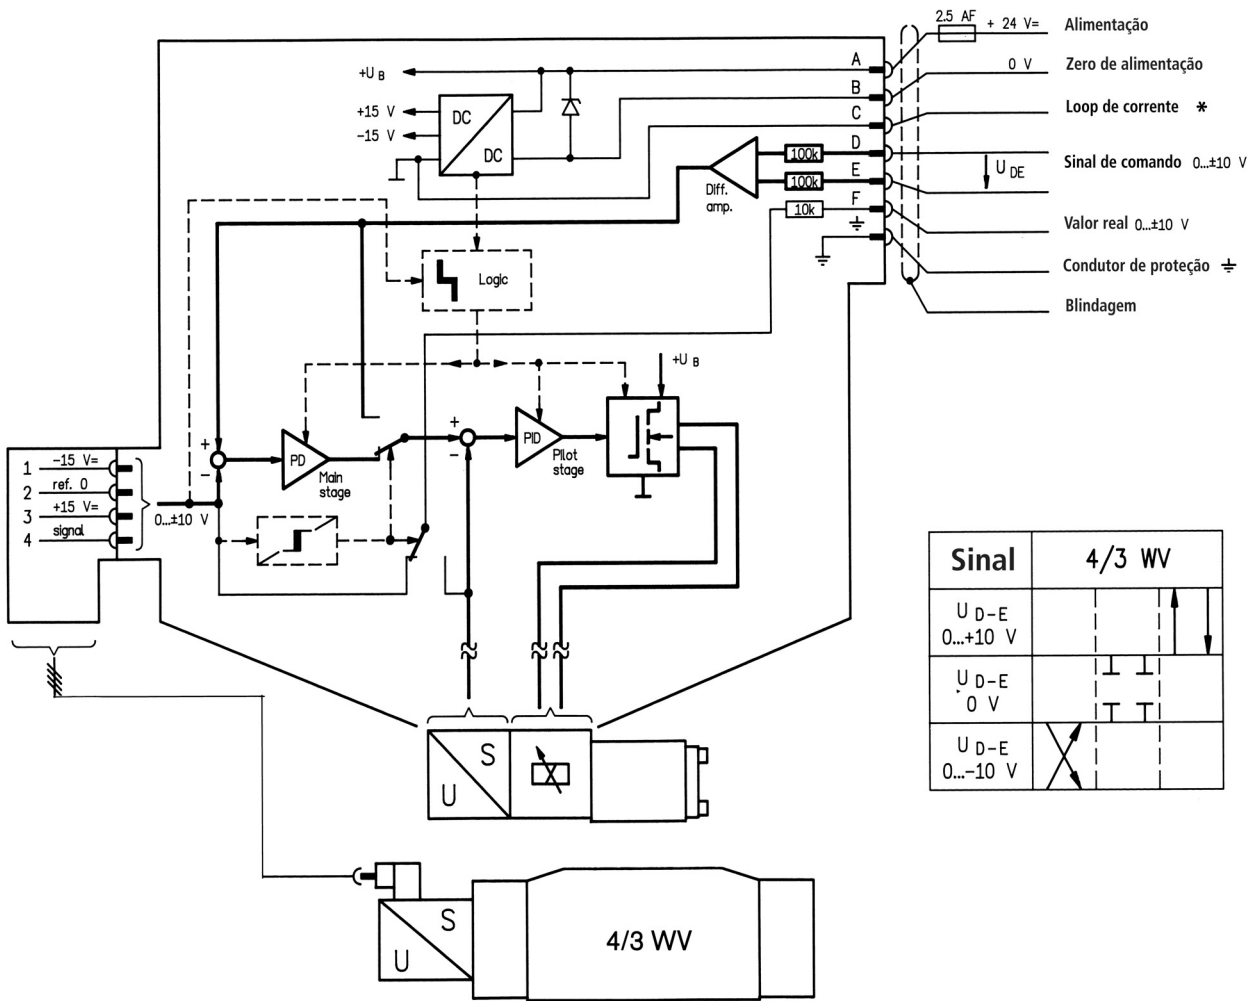 2.5 AF
+ 24 V=
Alimentação
A
+U B
0 V
Zero de alimentação
B
+15 V
DC
C
Loop de corrente *
-15 V
DC
D
100k
U DE
Sinal de comando 0...±10 V
E
100k
Diff.
amp.
F
10k
Valor real 0...±10 V
Condutor de proteção
Logic
Blindagem
+U B
+
+
PD
PID
-
-
Main
stage
Pilot
stage
1 -15 V=
2 ref. 0
3 +15 V=
4 signal
0...±10 V
Sinal
4/3 WV
U D-E
0...+10 V
U D-E
0 V
U D-E
0...-10 V
S
U
S
U
4/3 WV